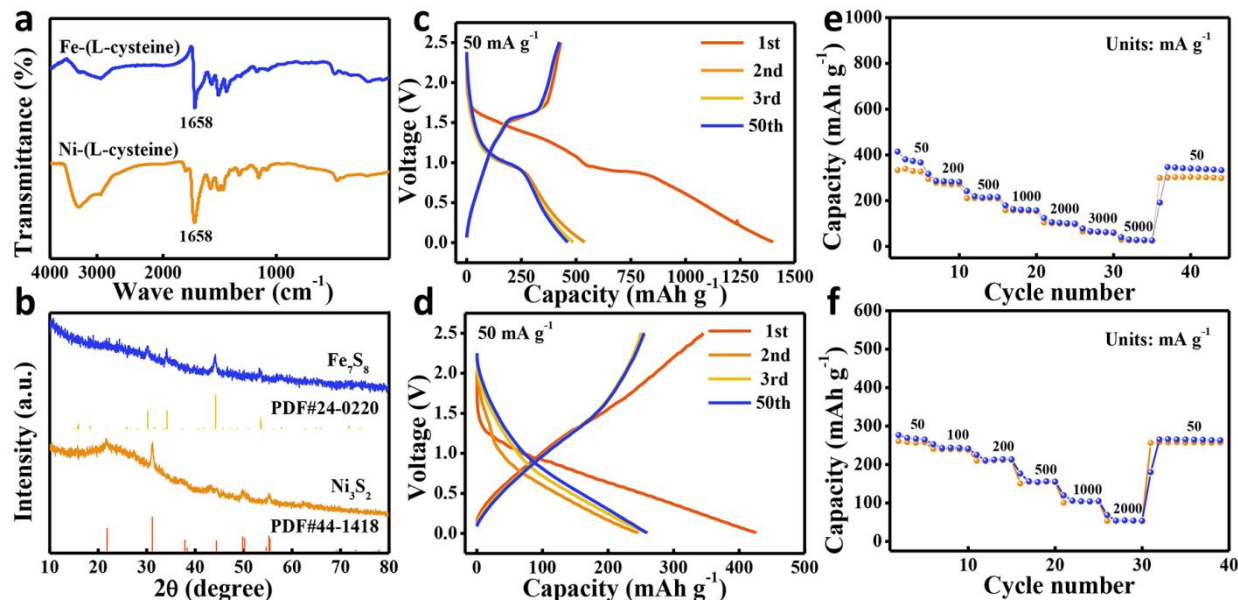 a
Fe-(L-cysteine)
1658
Ni-(L-cysteine)
1658
Transmittance (%)
4000 3000 2000 1000
Wave number (cm⁻¹)
b
Fe₇S₈
PDF#24-0220
Ni₃S₂
PDF#44-1418
Intensity (a.u.)
10 20 30 40 50 60 70 80
2θ (degree)
c
50 mA g⁻¹
1st
2nd
3rd
50th
2.5
2.0
1.5
1.0
0.5
0.0
Voltage (V)
0 250 500 750 1000 1250 1500
Capacity (mAh g⁻¹)
d
50 mA g⁻¹
1st
2nd
3rd
50th
2.5
2.0
1.5
1.0
0.5
0.0
Voltage (V)
0 100 200 300 400 500
Capacity (mAh g⁻¹)
e
Units: mA g⁻¹
1000
800
600
400
200
0
50
200
500
1000
2000
3000
5000
50
Capacity (mAh g⁻¹)
10 20 30 40
Cycle number
f
Units: mA g⁻¹
600
500
400
300
200
100
0
50
100
200
500
1000
2000
50
Capacity (mAh g⁻¹)
0 10 20 30 40
Cycle number